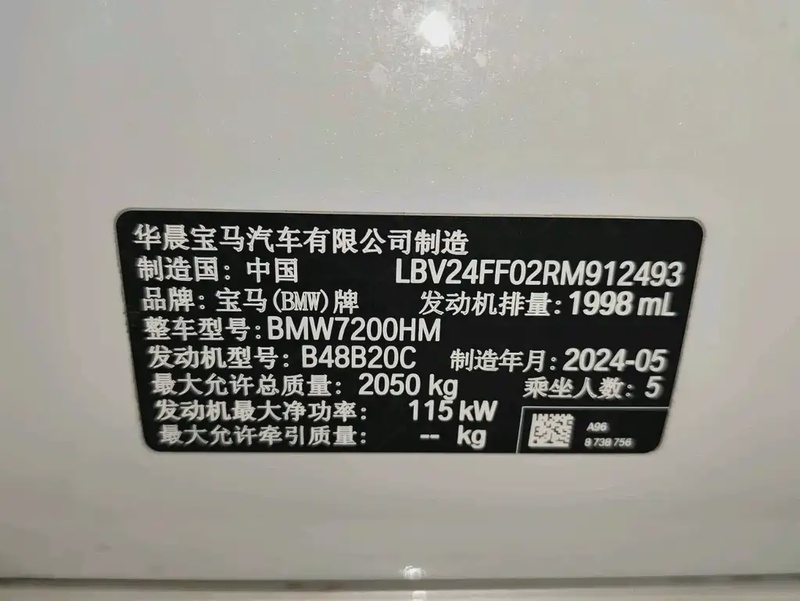 华晨宝马汽车有限公司制造
制造国: 中国 LBV24FF02RM912493
品牌: 宝马(BMW)牌 发动机排量: 1998 mL
整车型号: BMW7200HM
发动机型号: B48B20C 制造年月: 2024-05
最大允许总质量: 2050 kg 乘坐人数: 5
发动机最大净功率: 115 kW
最大允许牵引质量: -- kg
A96
8 738 756